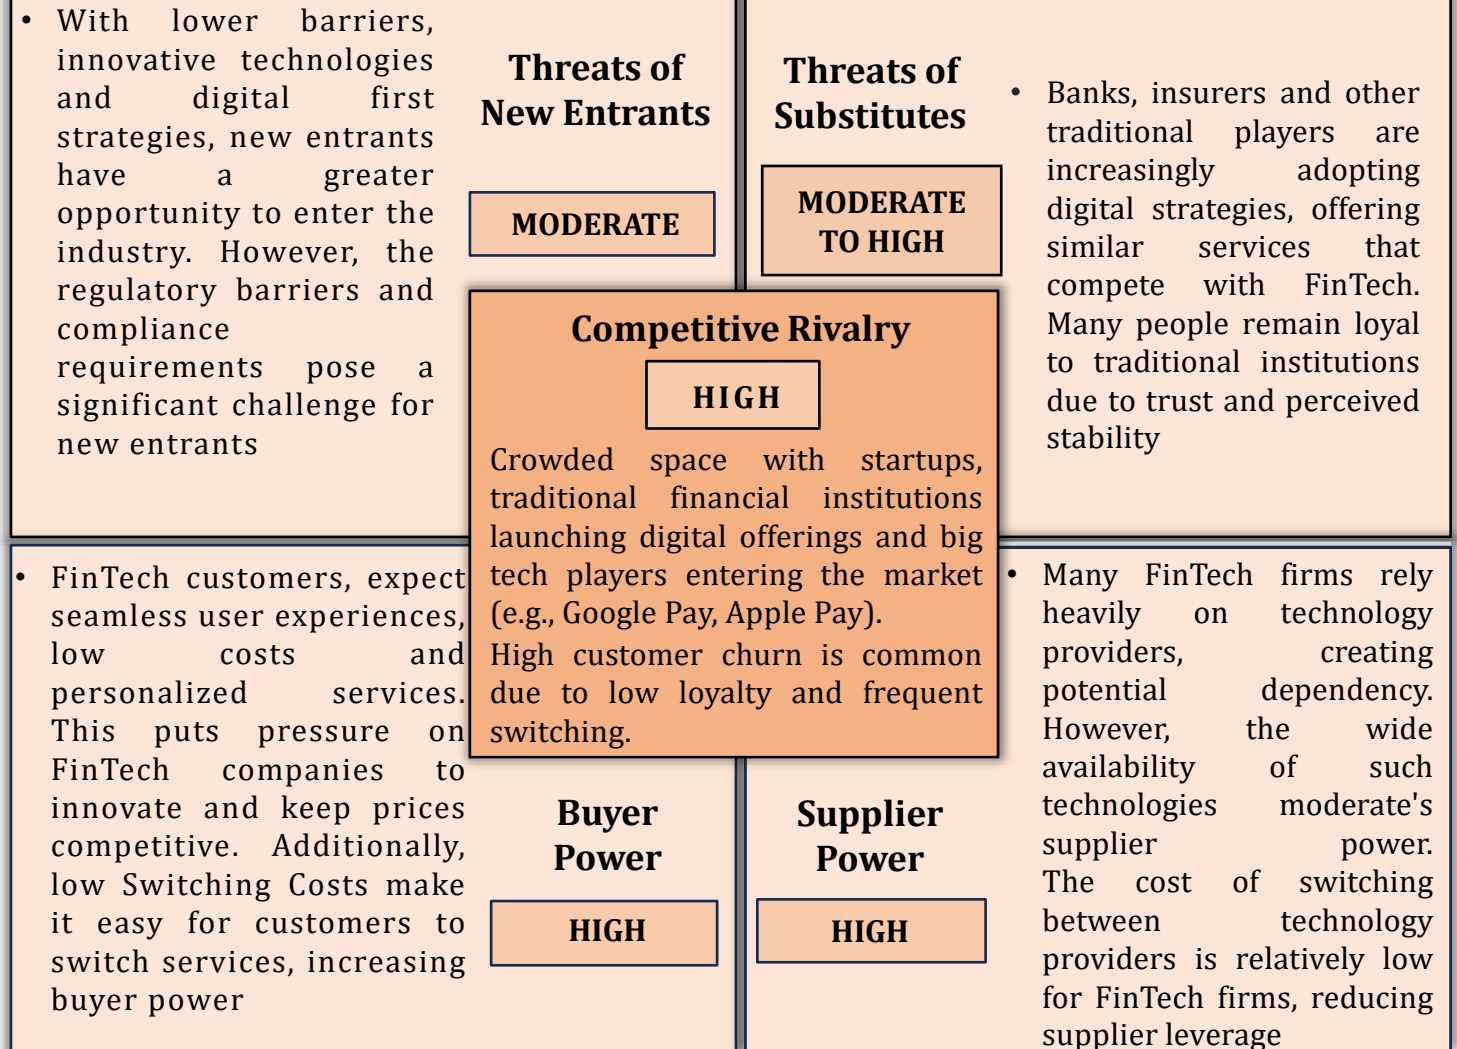 • With lower barriers,
innovative technologies
and digital first
strategies, new entrants
have a greater
opportunity to enter the
industry. However, the
regulatory barriers and
compliance
requirements pose a
significant challenge for
new entrants
Threats of
New Entrants
MODERATE
Threats of
Substitutes
MODERATE
TO HIGH
• Banks, insurers and other
traditional players are
increasingly adopting
digital strategies, offering
similar services that
compete with FinTech.
Many people remain loyal
to traditional institutions
due to trust and perceived
stability
Competitive Rivalry
HIGH
Crowded space with startups,
traditional financial institutions
launching digital offerings and big
tech players entering the market
(e.g., Google Pay, Apple Pay).
High customer churn is common
due to low loyalty and frequent
switching.
• FinTech customers, expect
seamless user experiences,
low costs and
personalized services.
This puts pressure on
FinTech companies to
innovate and keep prices
competitive. Additionally,
low Switching Costs make
it easy for customers to
switch services, increasing
buyer power
Buyer
Power
HIGH
Supplier
Power
HIGH
• Many FinTech firms rely
heavily on technology
providers, creating
potential dependency.
However, the wide
availability of such
technologies moderate's
supplier power.
The cost of switching
between technology
providers is relatively low
for FinTech firms, reducing
supplier leverage